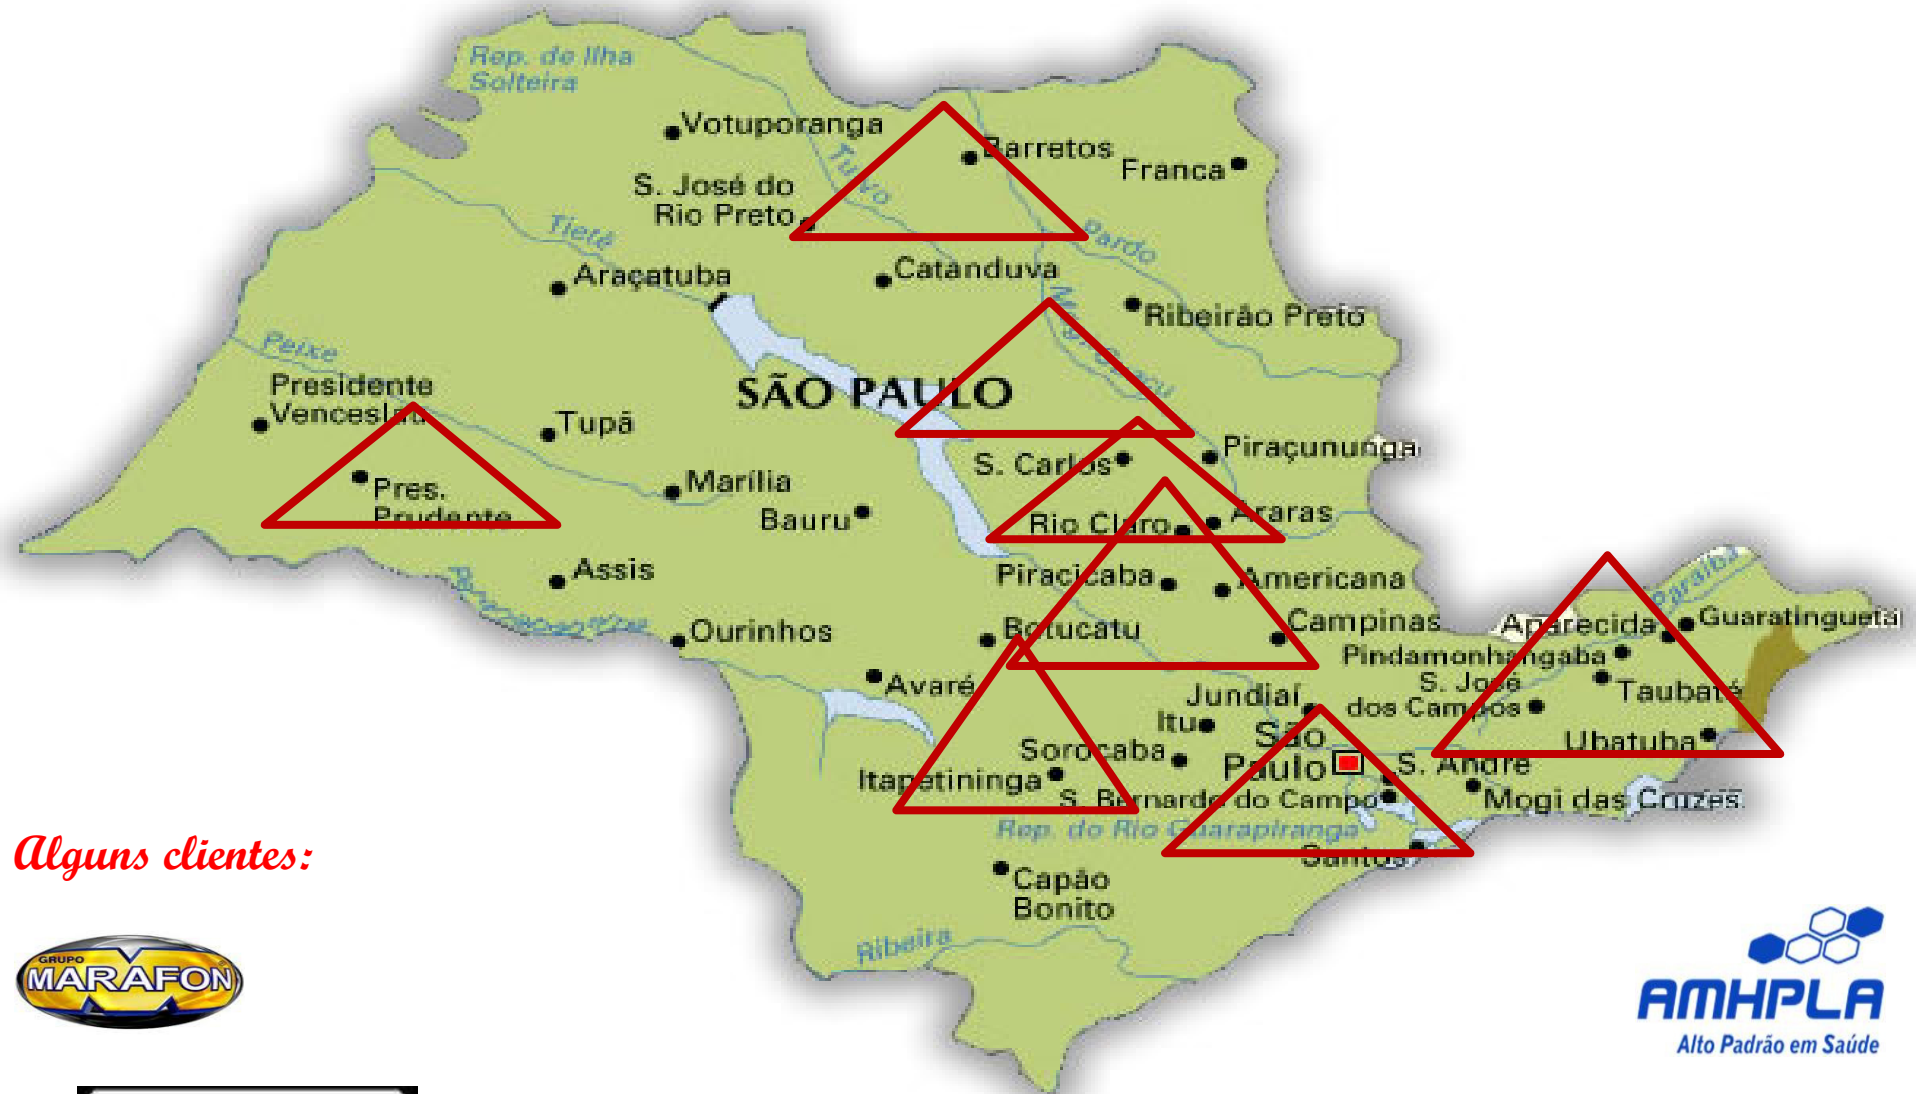 Rep. de Ilha
Solteira
Votuporanga
Barretos
Franca
S. José do
Rio Preto
Turvo
Pardo
Tietê
Araçatuba
Catanduva
Ribeirão Preto
Peixe
Presidente
Venceslau
SÃO PAULO
Tupã
Piraçununga
S. Carlos
Pres.
Prudente
Marília
Bauru
Rio Claro
Araras
Assis
Piracicaba
Americana
Paraíba
Ourinhos
Botucatu
Campinas
Aparecida
Guaratinguetá
Pindamonhangaba
Avaré
Jundiaí
S. José
dos Campos
Taubaté
Itu
São
Paulo
Ubatuba
Sorocaba
S. André
Itapetininga
S. Bernardo do Campo
Mogi das Cruzes
Rep. do Rio Guarapiranga
Santos
Capão
Bonito
Ribeira
Alguns clientes:
GRUPO
MARAFON
AMHPLA
Alto Padrão em Saúde